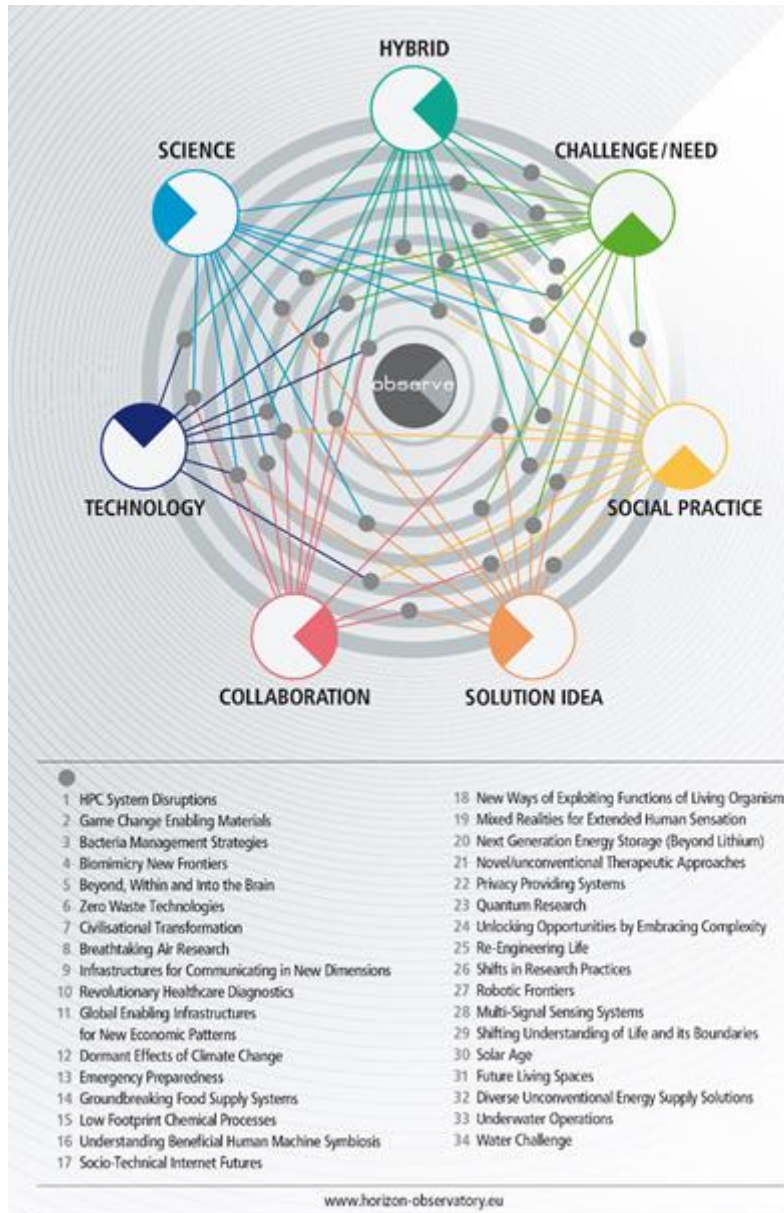 HYBRID
SCIENCE
CHALLENGE/NEED
observe
TECHNOLOGY
SOCIAL PRACTICE
COLLABORATION
SOLUTION IDEA
1 HPC System Disruptions
2 Game Change Enabling Materials
3 Bacteria Management Strategies
4 Biomimicry New Frontiers
5 Beyond, Within and Into the Brain
6 Zero Waste Technologies
7 Civilisational Transformation
8 Breathtaking Air Research
9 Infrastructures for Communicating in New Dimensions
10 Revolutionary Healthcare Diagnostics
11 Global Enabling Infrastructures
for New Economic Patterns
12 Dormant Effects of Climate Change
13 Emergency Preparedness
14 Groundbreaking Food Supply Systems
15 Low Footprint Chemical Processes
16 Understanding Beneficial Human Machine Symbiosis
17 Socio-Technical Internet Futures
18 New Ways of Exploiting Functions of Living Organism
19 Mixed Realities for Extended Human Sensation
20 Next Generation Energy Storage (Beyond Lithium)
21 Novel/unconventional Therapeutic Approaches
22 Privacy Providing Systems
23 Quantum Research
24 Unlocking Opportunities by Embracing Complexity
25 Re-Engineering Life
26 Shifts in Research Practices
27 Robotic Frontiers
28 Multi-Signal Sensing Systems
29 Shifting Understanding of Life and its Boundaries
30 Solar Age
31 Future Living Spaces
32 Diverse Unconventional Energy Supply Solutions
33 Underwater Operations
34 Water Challenge
www.horizon-observatory.eu